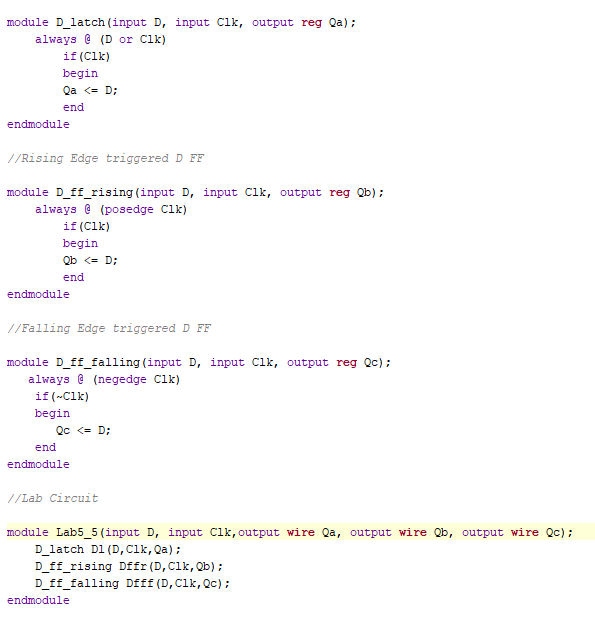 module D_latch(input D, input Clk, output reg Qa);
always @ (D or Clk)
if(Clk)
begin
Qa <= D;
end
endmodule
//Rising Edge triggered D FF
module D_ff_rising(input D, input Clk, output reg Qb);
always @ (posedge Clk)
if(Clk)
begin
Qb <= D;
end
endmodule
//Falling Edge triggered D FF
module D_ff_falling(input D, input Clk, output reg Qc);
always @ (negedge Clk)
if(~Clk)
begin
Qc <= D;
end
endmodule
//Lab Circuit
module Lab5_5(input D, input Clk,output wire Qa, output wire Qb, output wire Qc);
D_latch Dl(D,Clk,Qa);
D_ff_rising Dffr(D,Clk,Qb);
D_ff_falling Dfff(D,Clk,Qc);
endmodule